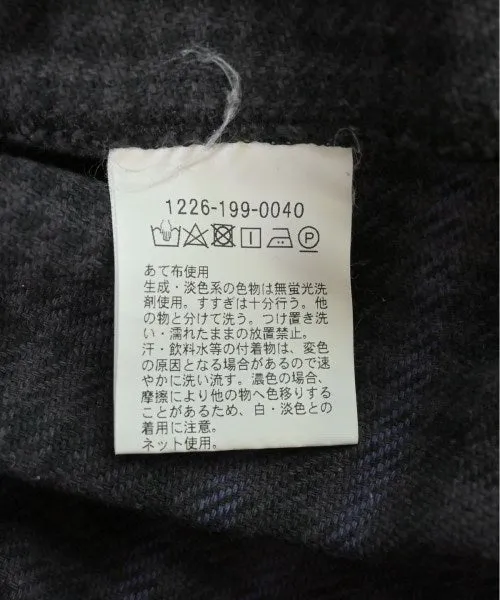 1226-199-0040
あて布使用
生成・淡色系の色物は無蛍光洗
剤使用。すすぎは十分行う。他
の物と分けて洗う。つけ置き洗
い・濡れたままの放置禁止。
汗・飲料水等の付着物は、変色
の原因となる場合があるので速
やかに洗い流す。濃色の場合、
摩擦により他の物へ色移りする
ことがあるため、白・淡色との
着用に注意。
ネット使用。